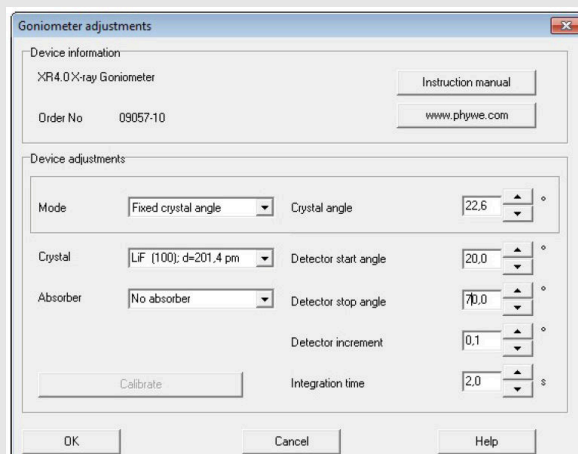 Goniometer adjustments
Device information
XR4.0 X-ray Goniometer
Instruction manual
Order No 09057-10
www.phywe.com
Device adjustments
Mode Fixed crystal angle Crystal angle 22,6 °
Crystal LiF (100); d=201,4 pm Detector start angle 20,0 °
Absorber No absorber Detector stop angle 70,0 °
Detector increment 0,1 °
Calibrate Integration time 2,0 s
OK Cancel Help